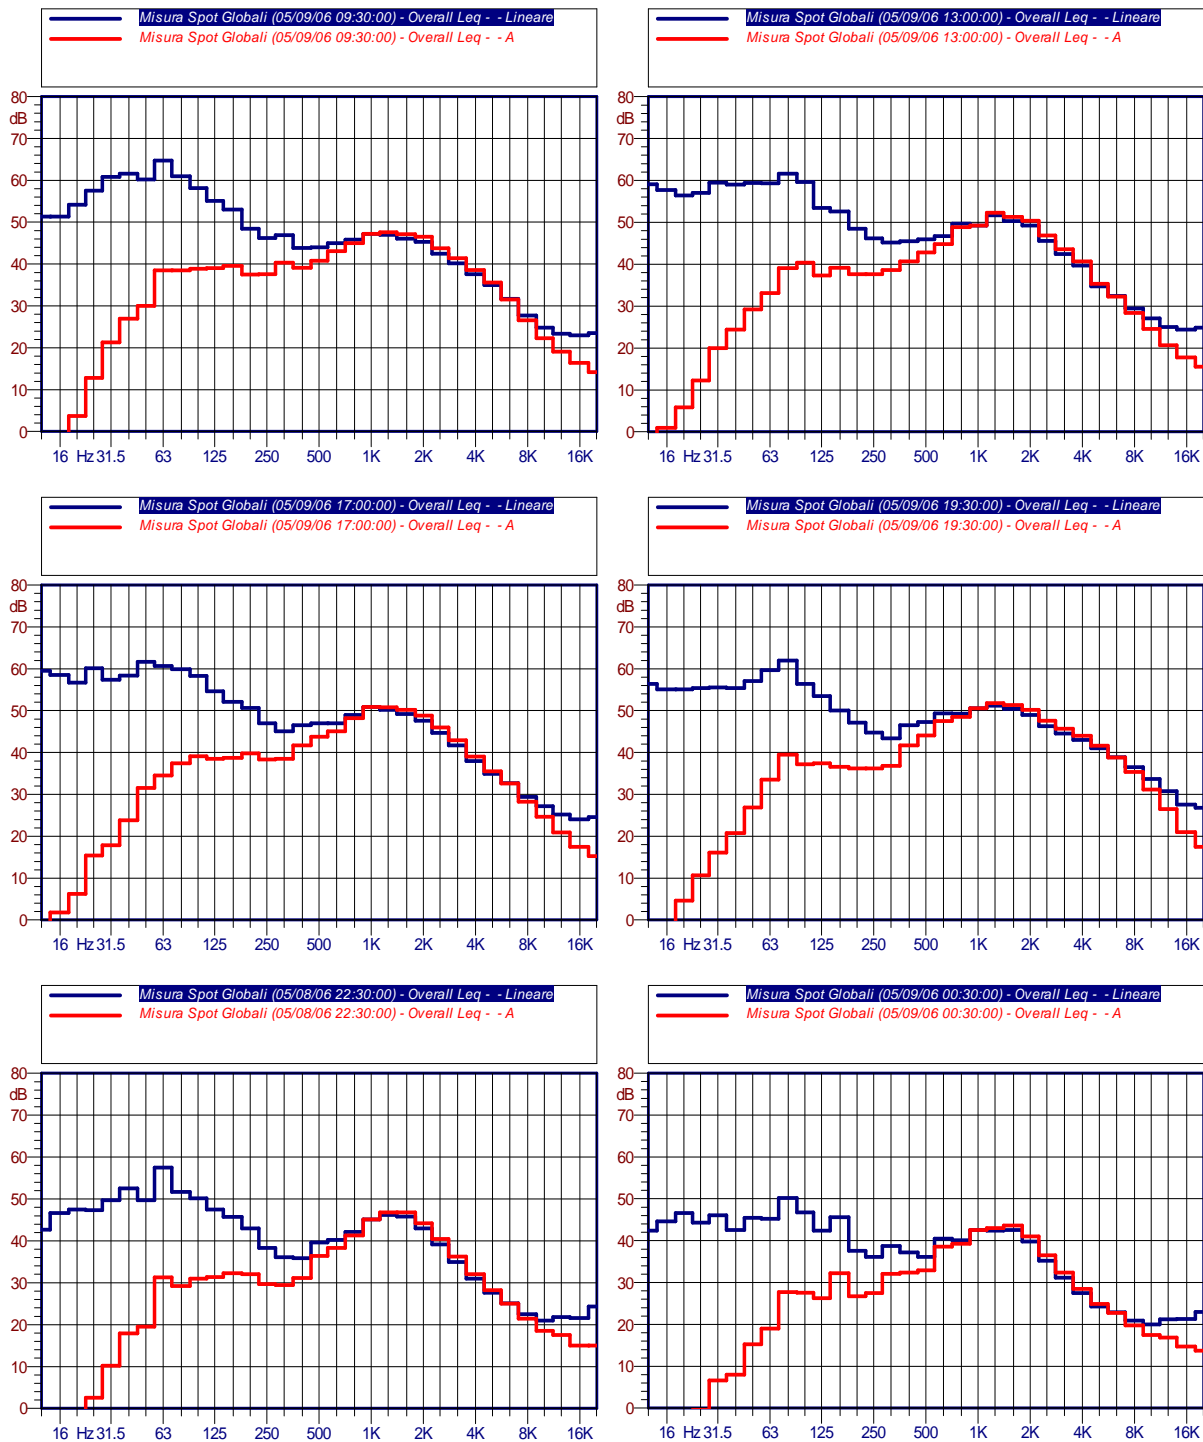 Misura Spot Globali (05/09/06 09:30:00) - Overall Leq - - Lineare
Misura Spot Globali (05/09/06 09:30:00) - Overall Leq - - A
80
dB
70
60
50
40
30
20
10
0
16 Hz 31.5 63 125 250 500 1K 2K 4K 8K 16K
Misura Spot Globali (05/09/06 13:00:00) - Overall Leq - - Lineare
Misura Spot Globali (05/09/06 13:00:00) - Overall Leq - - A
80
dB
70
60
50
40
30
20
10
0
16 Hz 31.5 63 125 250 500 1K 2K 4K 8K 16K
Misura Spot Globali (05/09/06 17:00:00) - Overall Leq - - Lineare
Misura Spot Globali (05/09/06 17:00:00) - Overall Leq - - A
80
dB
70
60
50
40
30
20
10
0
16 Hz 31.5 63 125 250 500 1K 2K 4K 8K 16K
Misura Spot Globali (05/09/06 19:30:00) - Overall Leq - - Lineare
Misura Spot Globali (05/09/06 19:30:00) - Overall Leq - - A
80
dB
70
60
50
40
30
20
10
0
16 Hz 31.5 63 125 250 500 1K 2K 4K 8K 16K
Misura Spot Globali (05/08/06 22:30:00) - Overall Leq - - Lineare
Misura Spot Globali (05/08/06 22:30:00) - Overall Leq - - A
80
dB
70
60
50
40
30
20
10
0
16 Hz 31.5 63 125 250 500 1K 2K 4K 8K 16K
Misura Spot Globali (05/09/06 00:30:00) - Overall Leq - - Lineare
Misura Spot Globali (05/09/06 00:30:00) - Overall Leq - - A
80
dB
70
60
50
40
30
20
10
0
16 Hz 31.5 63 125 250 500 1K 2K 4K 8K 16K